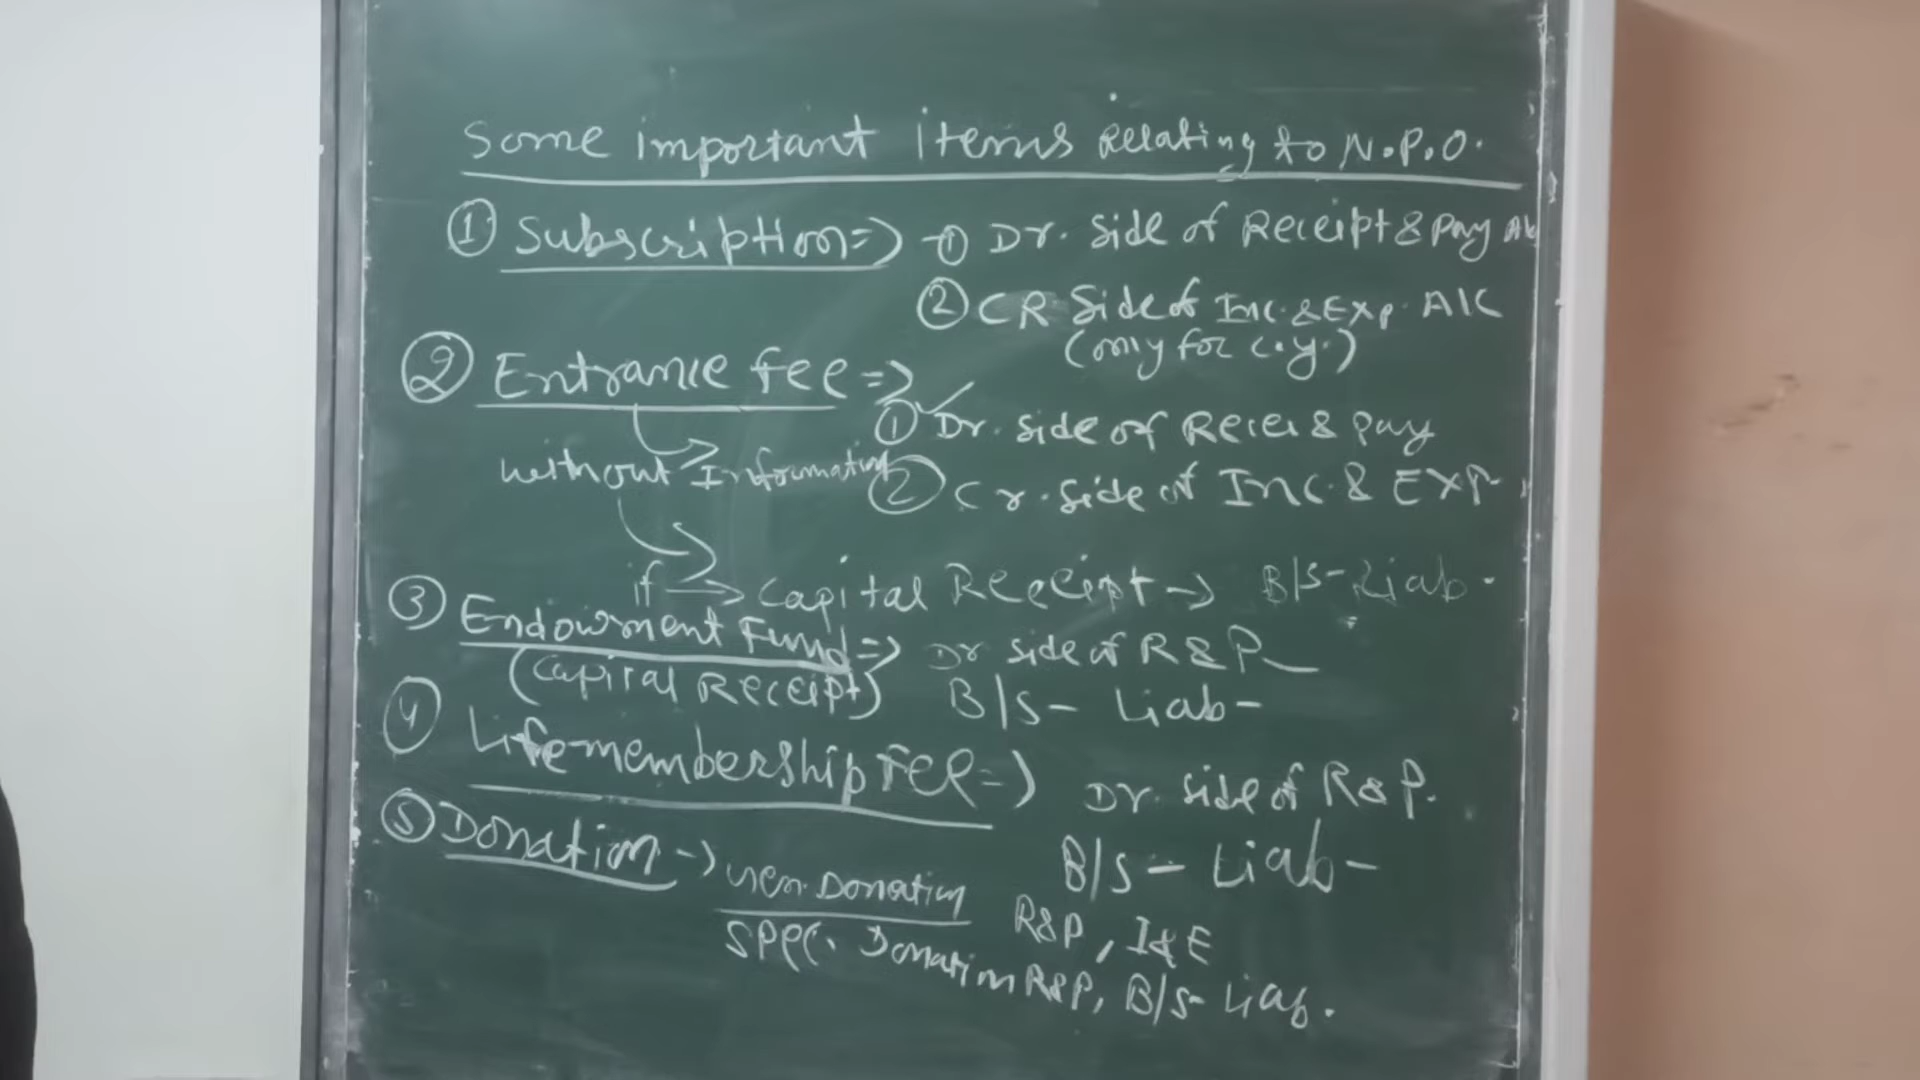 Some important items Relating to N.P.O.
① Subscription => ① Dr. Side of Receipt & Pay A/c
② CR Side of Inc. & Exp. A/C
(only for c.y.)
② Entrance fee =>
① Dr. side of Recei & Pay
without Information ② Cr. Side of Inc. & EXP-
if => Capital Receipt -> B/S- Liab-
③ Endowment Fund => Dr side of R & P
(Capital Receipt) B/S- Liab-
④ Life membership Fee => Dr. side of R & P.
B/S - Liab-
⑤ Donation -> Gen. Donation R&P, I&E
Spec. Donation R&P, B/S- Liab.